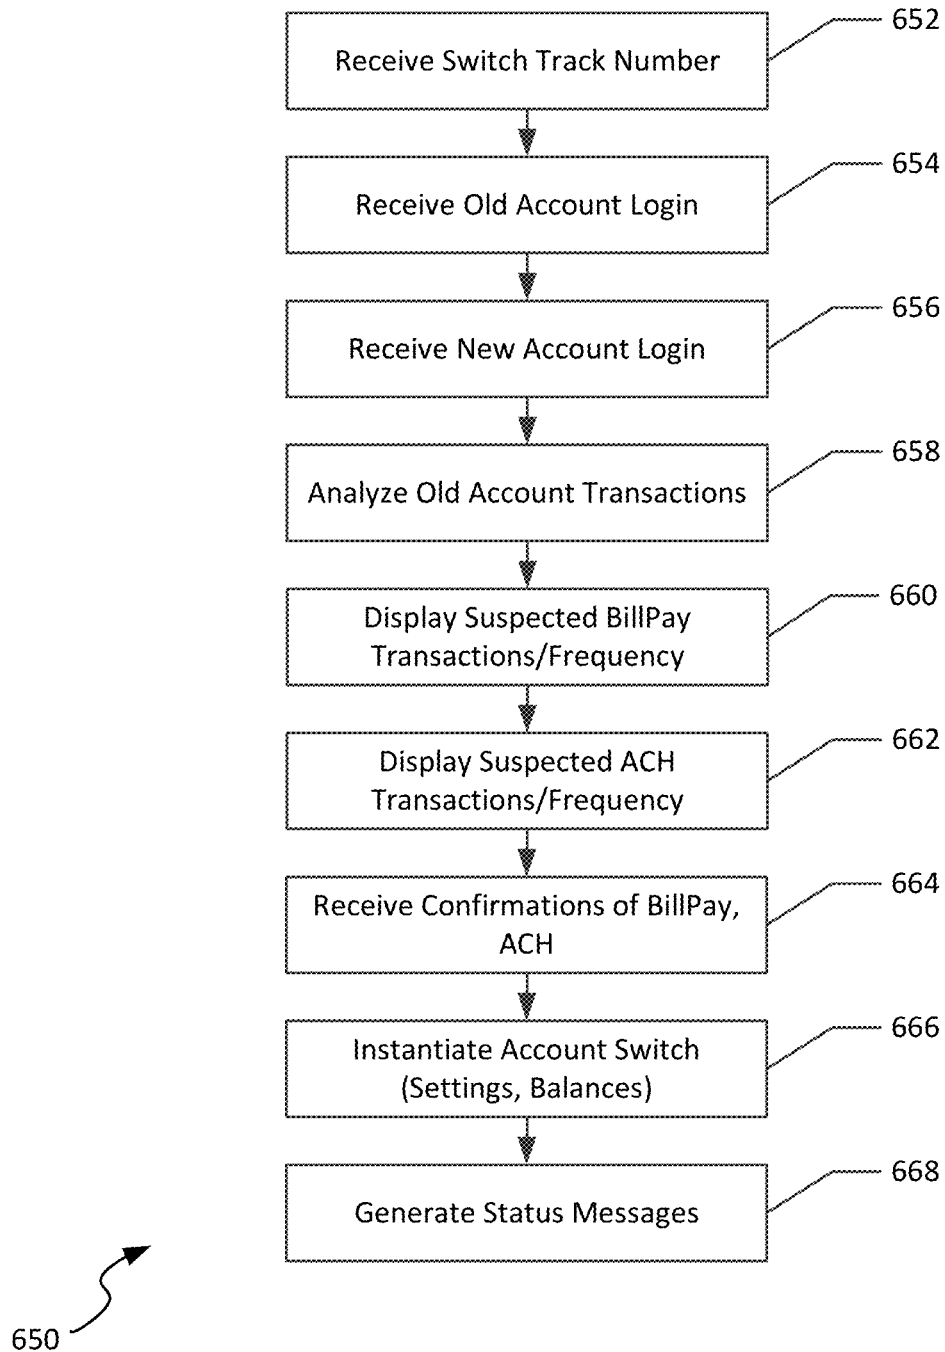 652
Receive Switch Track Number
654
Receive Old Account Login
656
Receive New Account Login
658
Analyze Old Account Transactions
660
Display Suspected BillPay
Transactions/Frequency
662
Display Suspected ACH
Transactions/Frequency
664
Receive Confirmations of BillPay,
ACH
666
Instantiate Account Switch
(Settings, Balances)
668
Generate Status Messages
650